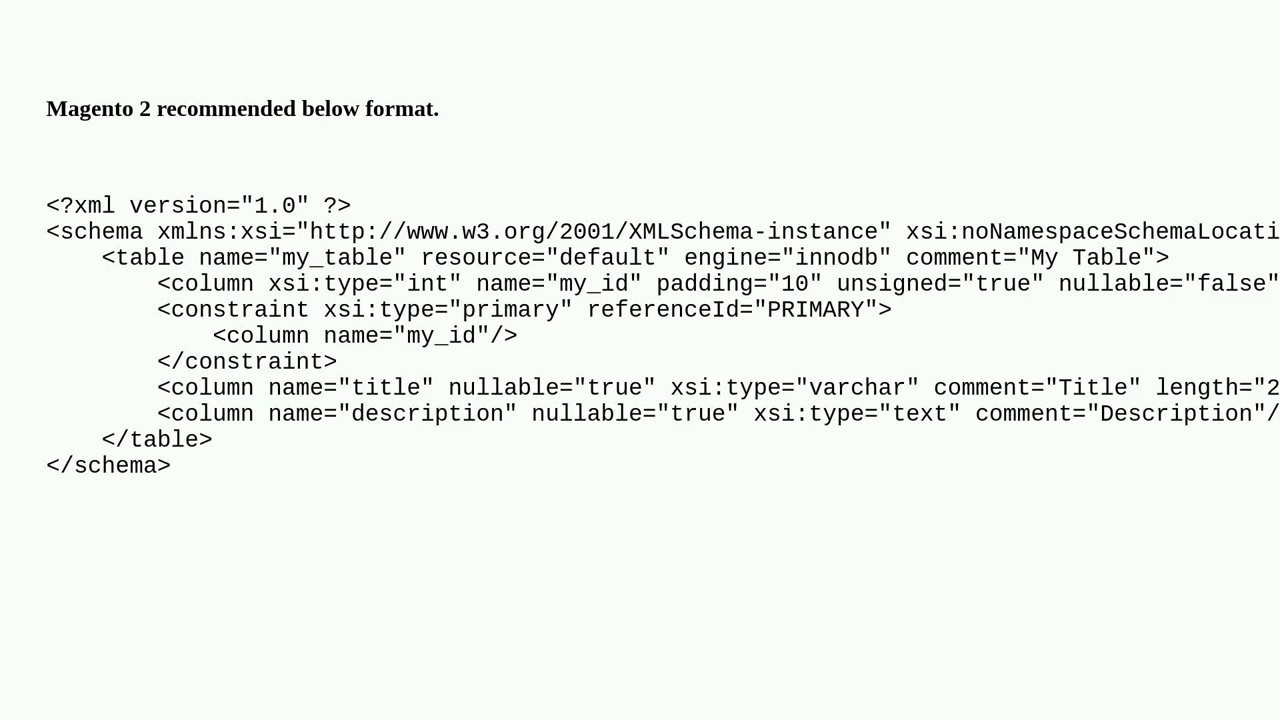 Magento 2 recommended below format.
<?xml version="1.0" ?>
<schema xmlns:xsi="http://www.w3.org/2001/XMLSchema-instance" xsi:noNamespaceSchemaLocati
    <table name="my_table" resource="default" engine="innodb" comment="My Table">
        <column xsi:type="int" name="my_id" padding="10" unsigned="true" nullable="false"
        <constraint xsi:type="primary" referenceId="PRIMARY">
            <column name="my_id"/>
        </constraint>
        <column name="title" nullable="true" xsi:type="varchar" comment="Title" length="2
        <column name="description" nullable="true" xsi:type="text" comment="Description"/
    </table>
</schema>